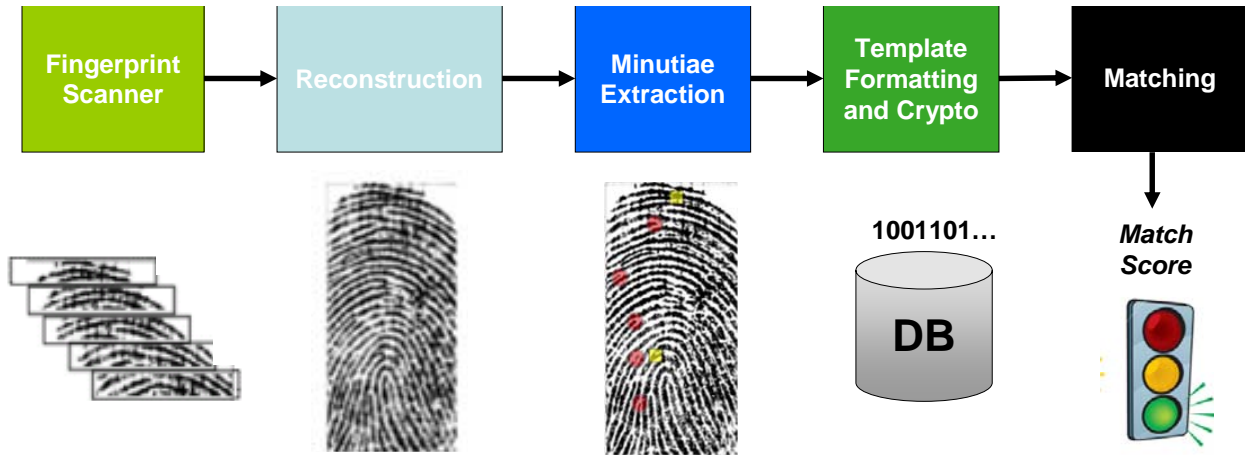 Fingerprint
Scanner
Reconstruction
Minutiae
Extraction
Template
Formatting
and Crypto
Matching
1001101…
DB
Match
Score